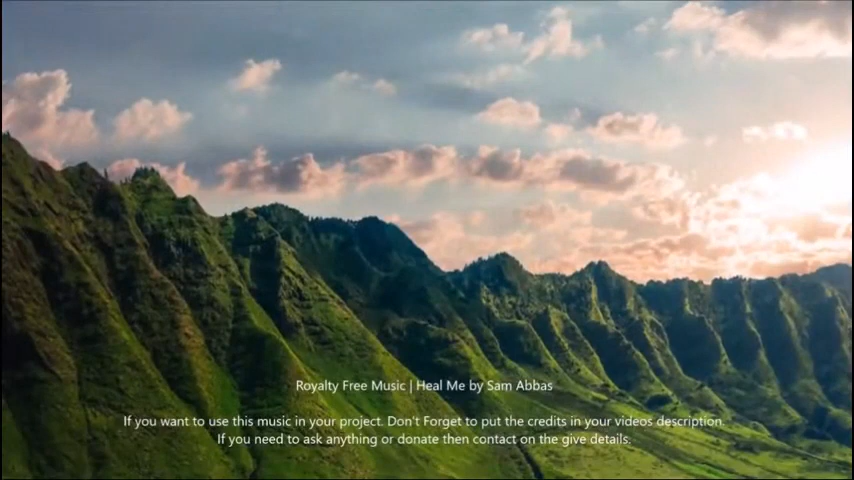 Royalty Free Music | Heal Me by Sam Abbas
If you want to use this music in your project. Don't Forget to put the credits in your videos description.
If you need to ask anything or donate then contact on the give details.